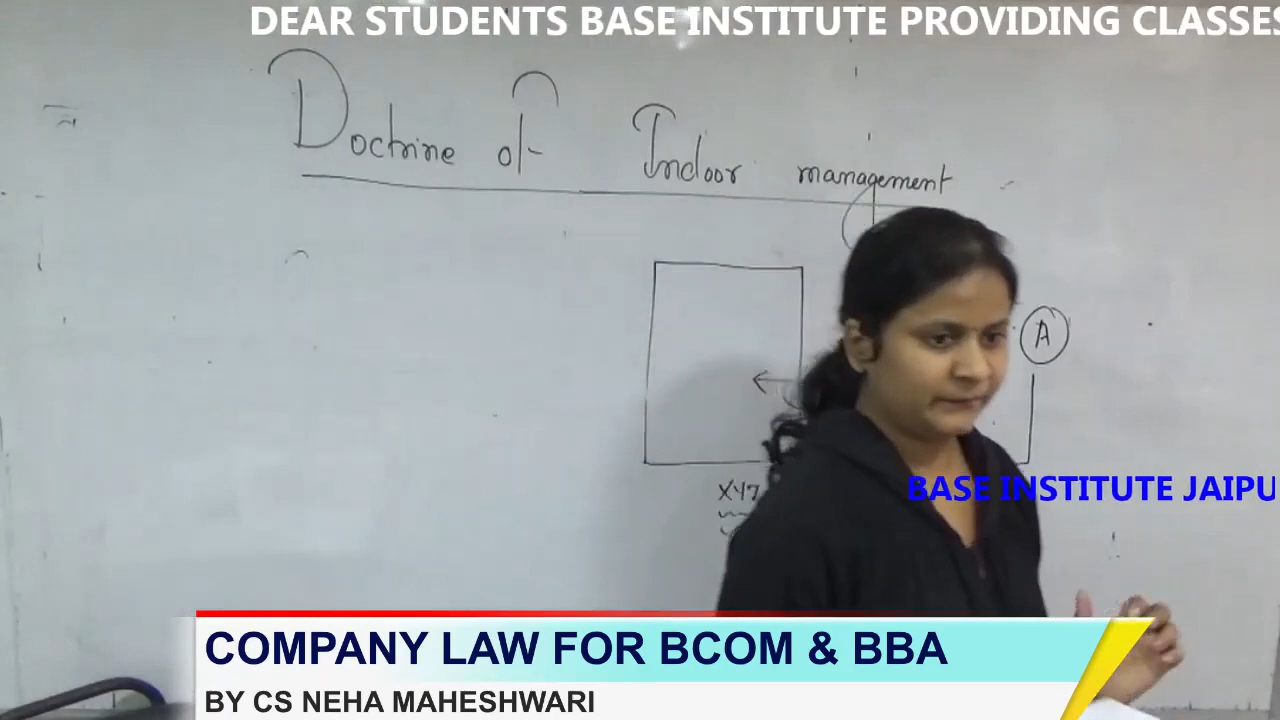 DEAR STUDENTS BASE INSTITUTE PROVIDING CLASSES
Doctrine of Indoor management
A
XYZ
BASE INSTITUTE JAIPU
COMPANY LAW FOR BCOM & BBA
BY CS NEHA MAHESHWARI